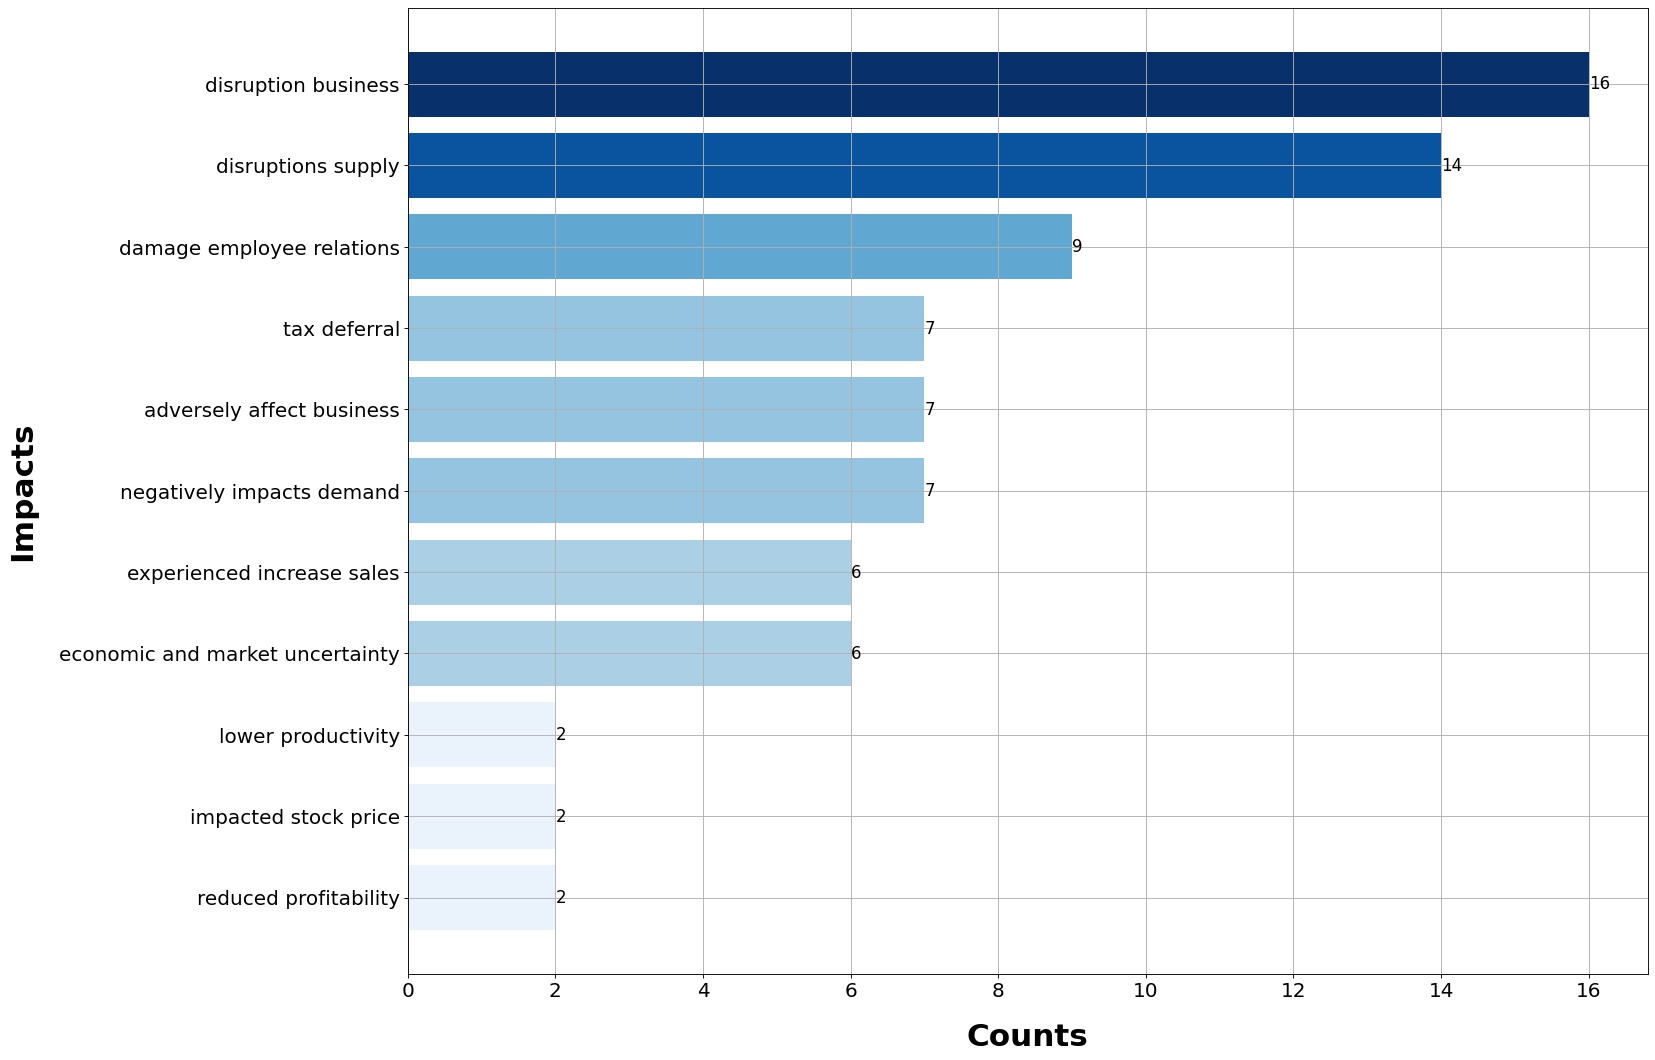 disruption business
16
disruptions supply
14
damage employee relations
9
tax deferral
7
adversely affect business
7
negatively impacts demand
7
experienced increase sales
6
economic and market uncertainty
6
lower productivity
2
impacted stock price
2
reduced profitability
2
Impacts
0 2 4 6 8 10 12 14 16
Counts